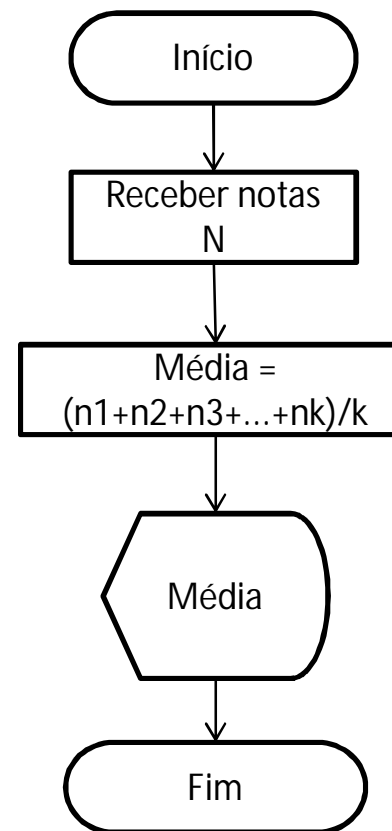 Início
Receber notas
N
Média =
(n1+n2+n3+...+nk)/k
Média
Fim